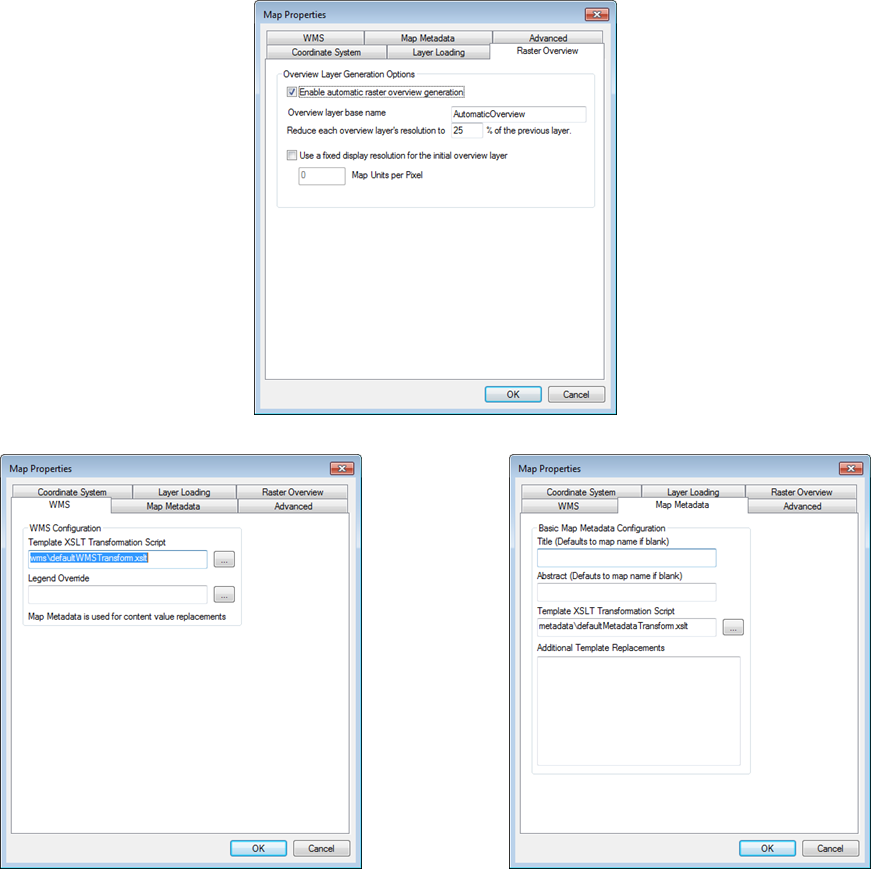 Map Properties
WMS Map Metadata Advanced
Coordinate System Layer Loading Raster Overview
Overview Layer Generation Options
Enable automatic raster overview generation
Overview layer base name AutomaticOverview
Reduce each overview layer's resolution to 25 % of the previous layer.
Use a fixed display resolution for the initial overview layer
0 Map Units per Pixel
OK Cancel
Map Properties
Coordinate System Layer Loading Raster Overview
WMS Map Metadata Advanced
WMS Configuration
Template XSLT Transformation Script
wms\defaultWMSTransform.xslt ...
Legend Override
...
Map Metadata is used for content value replacements
OK Cancel
Map Properties
Coordinate System Layer Loading Raster Overview
WMS Map Metadata Advanced
Basic Map Metadata Configuration
Title (Defaults to map name if blank)
Abstract (Defauts to map name if blank)
Template XSLT Transformation Script
metadata\defaultMetadataTransform.xslt ...
Additional Template Replacements
OK Cancel